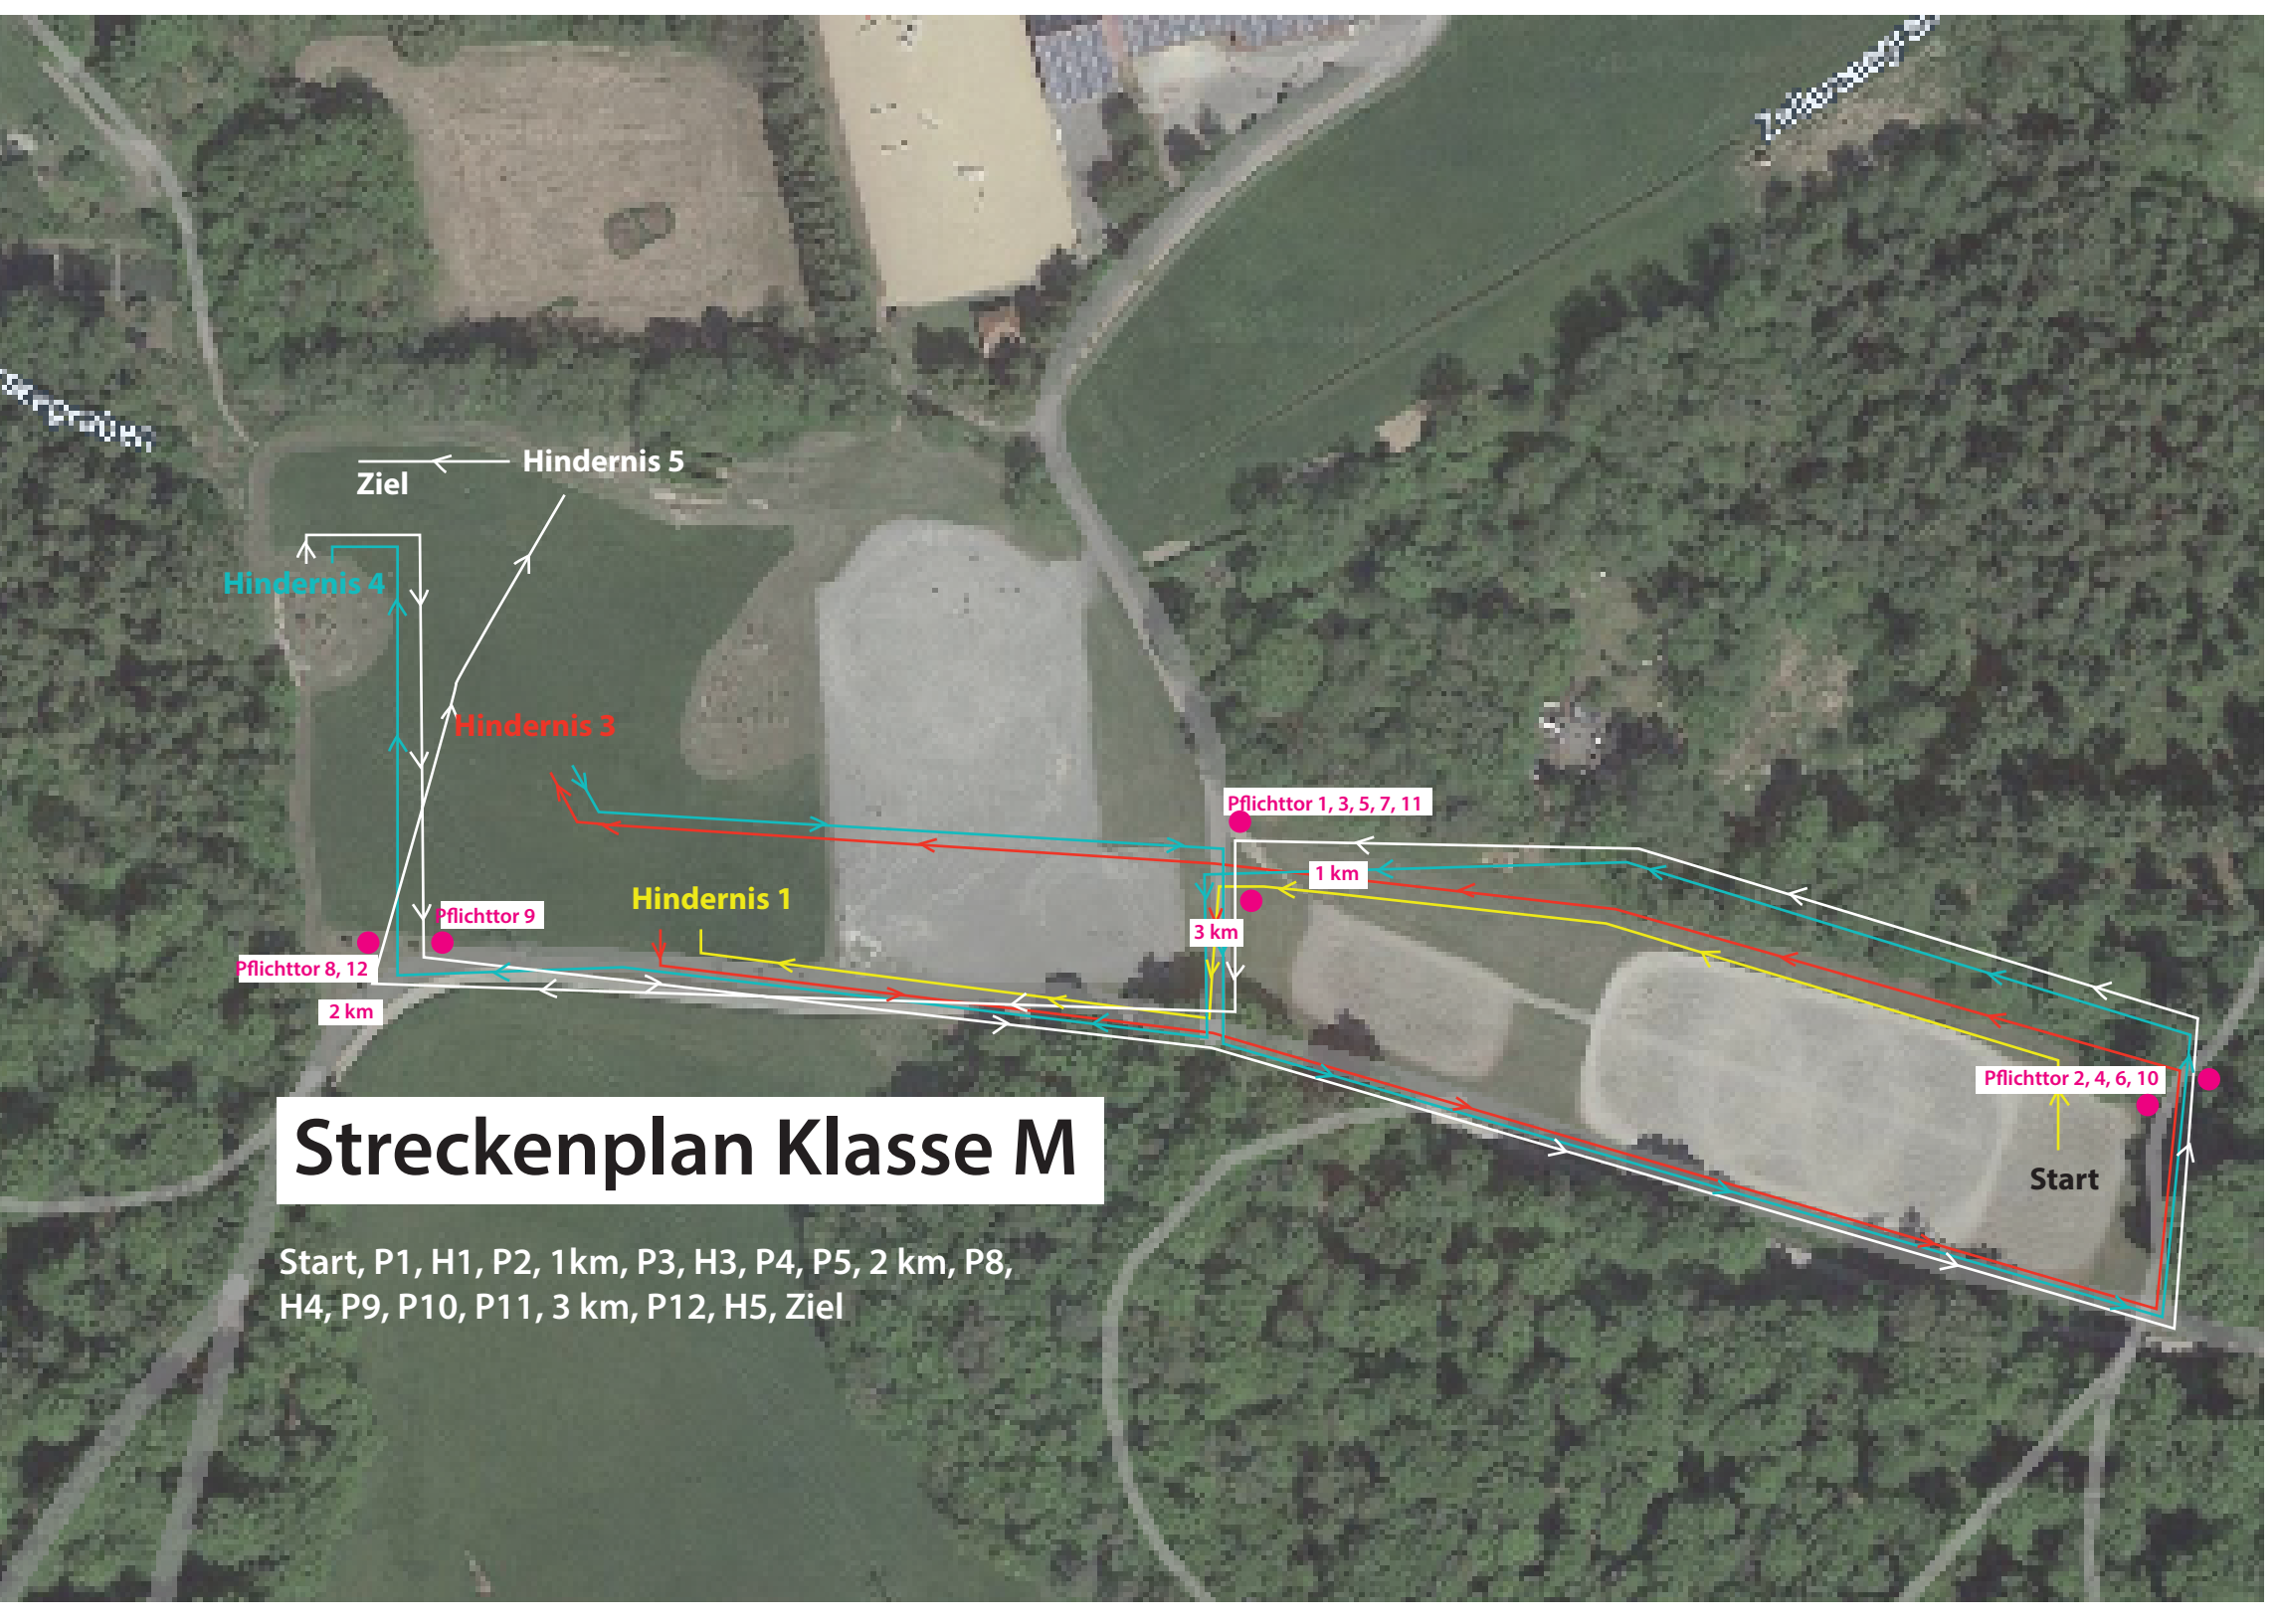 Hindernis 5
Ziel
Hindernis 4
Hindernis 3
Pflichttor 1, 3, 5, 7, 11
1 km
Hindernis 1
Pflichttor 9
3 km
Pflichttor 8, 12
2 km
Pflichttor 2, 4, 6, 10
Start
Streckenplan Klasse M
Start, P1, H1, P2, 1km, P3, H3, P4, P5, 2 km, P8,
H4, P9, P10, P11, 3 km, P12, H5, Ziel